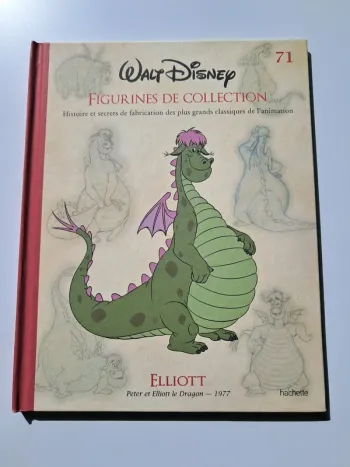 71
WALT DISNEY
FIGURINES DE COLLECTION
Histoire et secrets de fabrication des plus grands classiques de l'animation
ELLIOTT
Peter et Elliott le Dragon — 1977
hachette